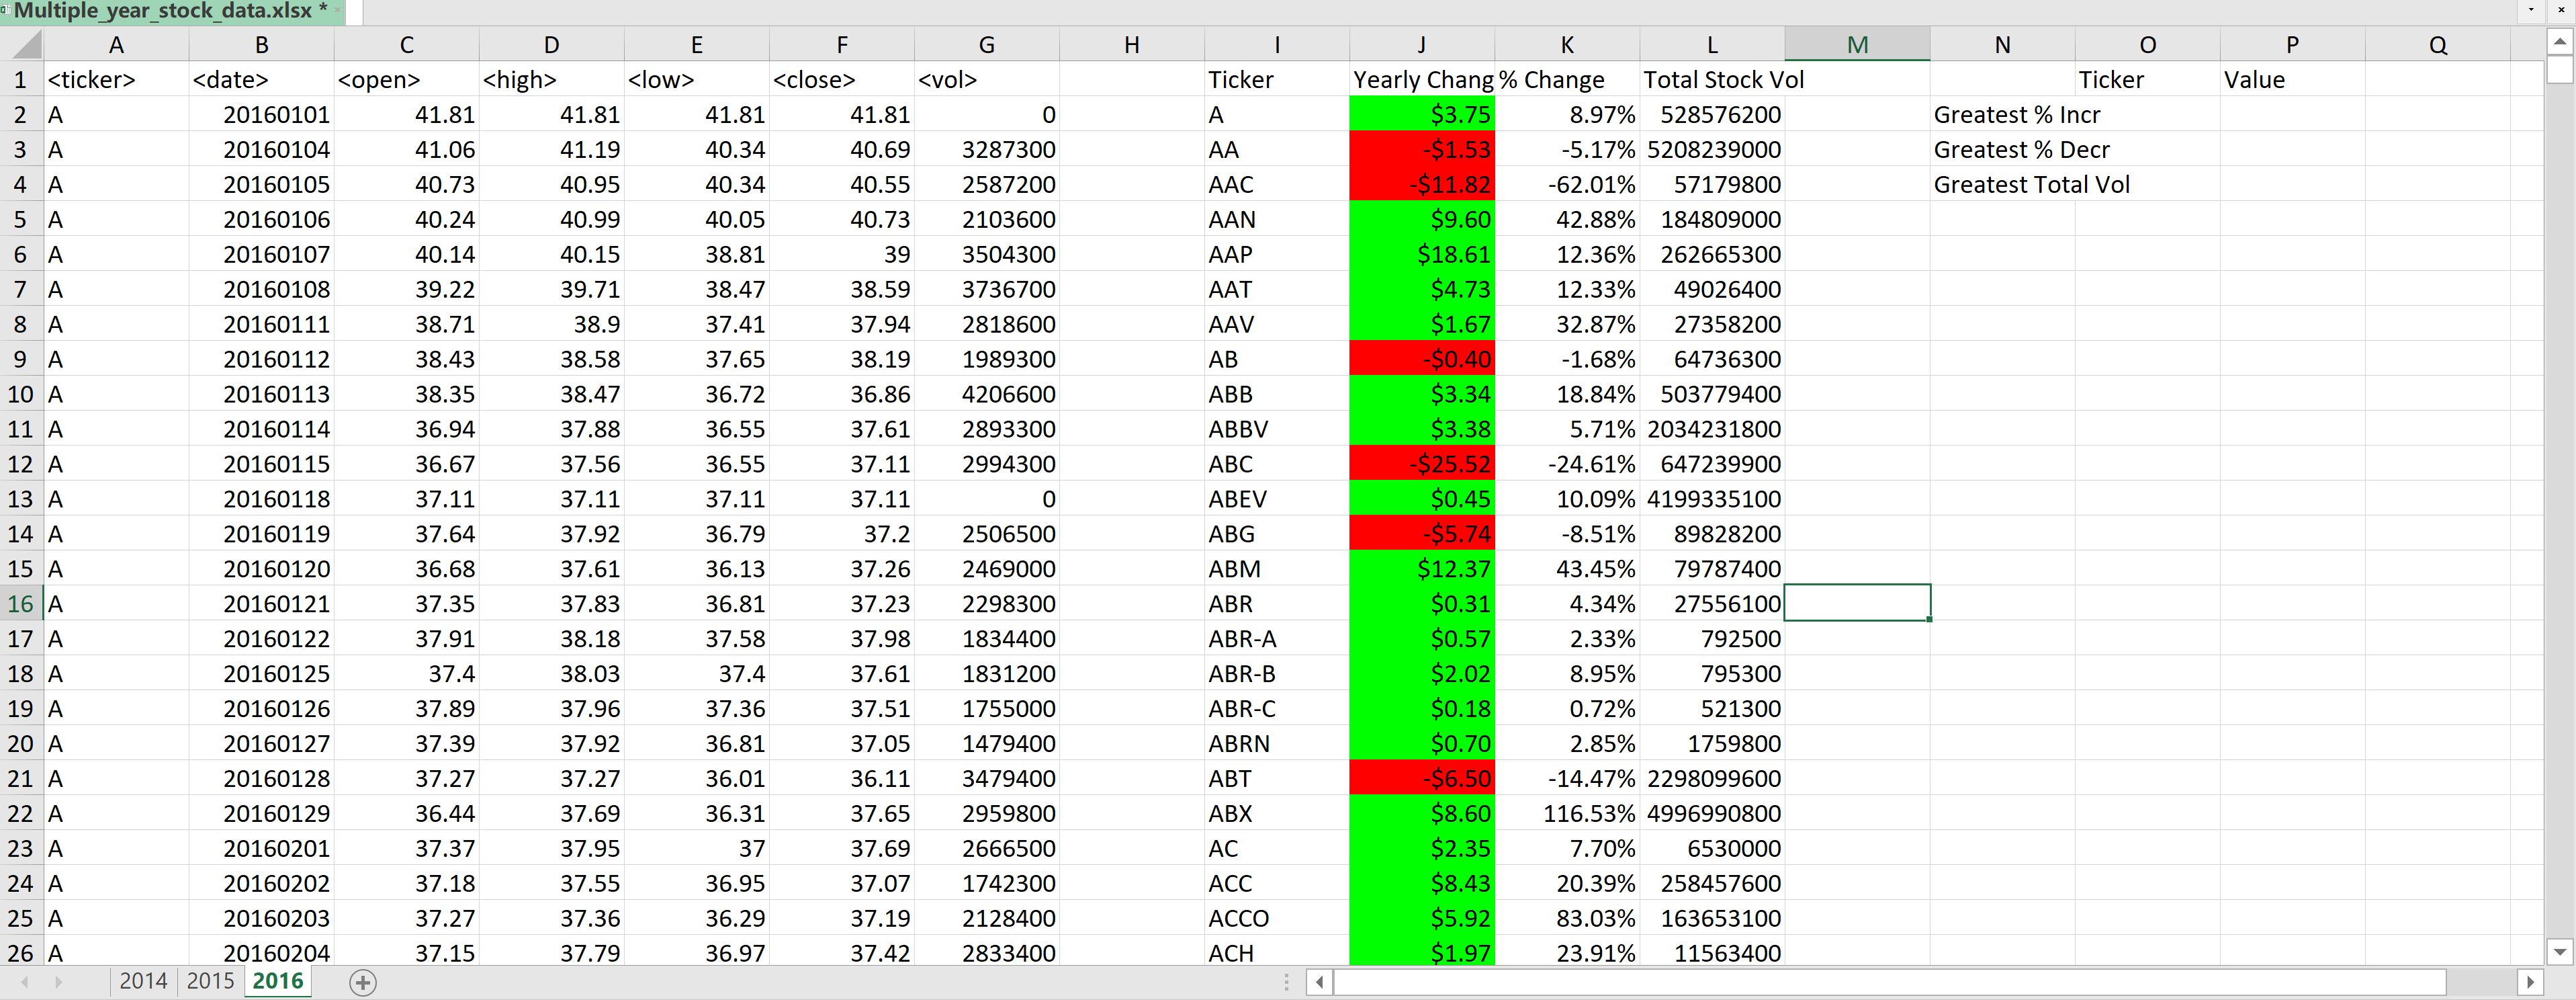 Multiple_year_stock_data.xlsx *
A B C D E F G H I J K L M N O P Q
1 <ticker> <date> <open> <high> <low> <close> <vol> Ticker Yearly Chang % Change Total Stock Vol Ticker Value
2 A 20160101 41.81 41.81 41.81 41.81 0 A $3.75 8.97% 528576200 Greatest % Incr
3 A 20160104 41.06 41.19 40.34 40.69 3287300 AA -$1.53 -5.17% 5208239000 Greatest % Decr
4 A 20160105 40.73 40.95 40.34 40.55 2587200 AAC -$11.82 -62.01% 57179800 Greatest Total Vol
5 A 20160106 40.24 40.99 40.05 40.73 2103600 AAN $9.60 42.88% 184809000
6 A 20160107 40.14 40.15 38.81 39 3504300 AAP $18.61 12.36% 262665300
7 A 20160108 39.22 39.71 38.47 38.59 3736700 AAT $4.73 12.33% 49026400
8 A 20160111 38.71 38.9 37.41 37.94 2818600 AAV $1.67 32.87% 27358200
9 A 20160112 38.43 38.58 37.65 38.19 1989300 AB -$0.40 -1.68% 64736300
10 A 20160113 38.35 38.47 36.72 36.86 4206600 ABB $3.34 18.84% 503779400
11 A 20160114 36.94 37.88 36.55 37.61 2893300 ABBV $3.38 5.71% 2034231800
12 A 20160115 36.67 37.56 36.55 37.11 2994300 ABC -$25.52 -24.61% 647239900
13 A 20160118 37.11 37.11 37.11 37.11 0 ABEV $0.45 10.09% 4199335100
14 A 20160119 37.64 37.92 36.79 37.2 2506500 ABG -$5.74 -8.51% 89828200
15 A 20160120 36.68 37.61 36.13 37.26 2469000 ABM $12.37 43.45% 79787400
16 A 20160121 37.35 37.83 36.81 37.23 2298300 ABR $0.31 4.34% 27556100
17 A 20160122 37.91 38.18 37.58 37.98 1834400 ABR-A $0.57 2.33% 792500
18 A 20160125 37.4 38.03 37.4 37.61 1831200 ABR-B $2.02 8.95% 795300
19 A 20160126 37.89 37.96 37.36 37.51 1755000 ABR-C $0.18 0.72% 521300
20 A 20160127 37.39 37.92 36.81 37.05 1479400 ABRN $0.70 2.85% 1759800
21 A 20160128 37.27 37.27 36.01 36.11 3479400 ABT -$6.50 -14.47% 2298099600
22 A 20160129 36.44 37.69 36.31 37.65 2959800 ABX $8.60 116.53% 4996990800
23 A 20160201 37.37 37.95 37 37.69 2666500 AC $2.35 7.70% 6530000
24 A 20160202 37.18 37.55 36.95 37.07 1742300 ACC $8.43 20.39% 258457600
25 A 20160203 37.27 37.36 36.29 37.19 2128400 ACCO $5.92 83.03% 163653100
26 A 20160204 37.15 37.79 36.97 37.42 2833400 ACH $1.97 23.91% 11563400
2014 2015 2016